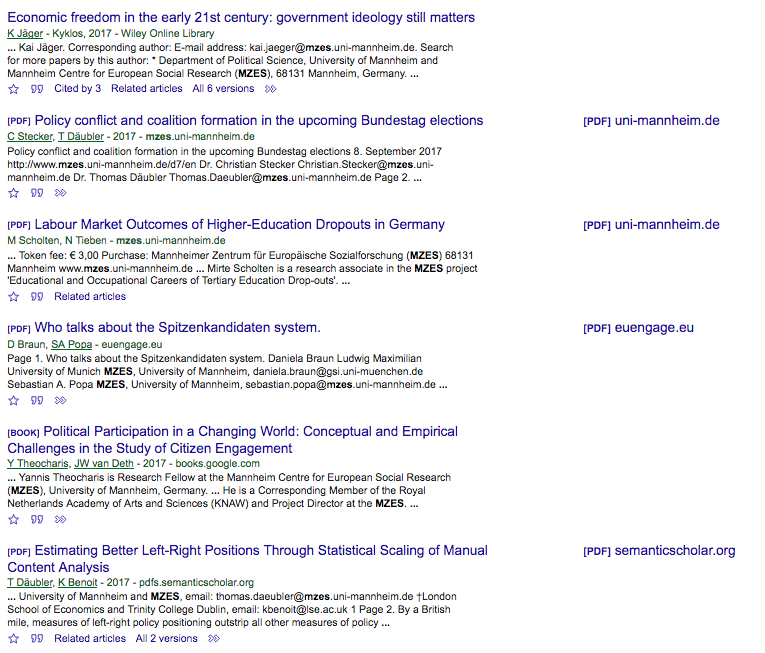 Economic freedom in the early 21st century: government ideology still matters
K Jäger - Kyklos, 2017 - Wiley Online Library
... Kai Jäger. Corresponding author: E‐mail address: kai.jaeger@mzes.uni-mannheim.de. Search
for more papers by this author: * Department of Political Science, University of Mannheim and
Mannheim Centre for European Social Research (MZES), 68131 Mannheim, Germany. ...
Cited by 3 Related articles All 6 versions
[PDF] Policy conflict and coalition formation in the upcoming Bundestag elections [PDF] uni-mannheim.de
C Stecker, T Däubler - 2017 - mzes.uni-mannheim.de
Policy conflict and coalition formation in the upcoming Bundestag elections 8. September 2017
http://www.mzes.uni-mannheim.de/d7/en Dr. Christian Stecker Christian.Stecker@mzes.uni-
mannheim.de Dr. Thomas Däubler Thomas.Daeubler@mzes.uni-mannheim.de Page 2. ...
[PDF] Labour Market Outcomes of Higher-Education Dropouts in Germany [PDF] uni-mannheim.de
M Scholten, N Tieben - mzes.uni-mannheim.de
... Token fee: € 3,00 Purchase: Mannheimer Zentrum für Europäische Sozialforschung (MZES) 68131
Mannheim www.mzes.uni-mannheim.de ... Mirte Scholten is a research associate in the MZES project
'Educational and Occupational Careers of Tertiary Education Drop-outs'. ...
Related articles
[PDF] Who talks about the Spitzenkandidaten system. [PDF] euengage.eu
D Braun, SA Popa - euengage.eu
Page 1. Who talks about the Spitzenkandidaten system. Daniela Braun Ludwig Maximilian
University of Munich MZES, University of Mannheim, daniela.braun@gsi.uni-muenchen.de
Sebastian A. Popa MZES, University of Mannheim, sebastian.popa@mzes.uni-mannheim.de ...
[BOOK] Political Participation in a Changing World: Conceptual and Empirical
Challenges in the Study of Citizen Engagement
Y Theocharis, JW van Deth - 2017 - books.google.com
... Yannis Theocharis is Research Fellow at the Mannheim Centre for European Social Research
(MZES), University of Mannheim, Germany. ... He is a Corresponding Member of the Royal
Netherlands Academy of Arts and Sciences (KNAW) and Project Director at the MZES. ...
[PDF] Estimating Better Left-Right Positions Through Statistical Scaling of Manual [PDF] semanticscholar.org
Content Analysis
T Däubler, K Benoit - 2017 - pdfs.semanticscholar.org
... University of Mannheim and MZES, email: thomas.daeubler@mzes.uni-mannheim.de †London
School of Economics and Trinity College Dublin, email: kbenoit@lse.ac.uk 1 Page 2. By a British
mile, measures of left-right policy positioning outstrip all other measures of policy ...
Related articles All 2 versions